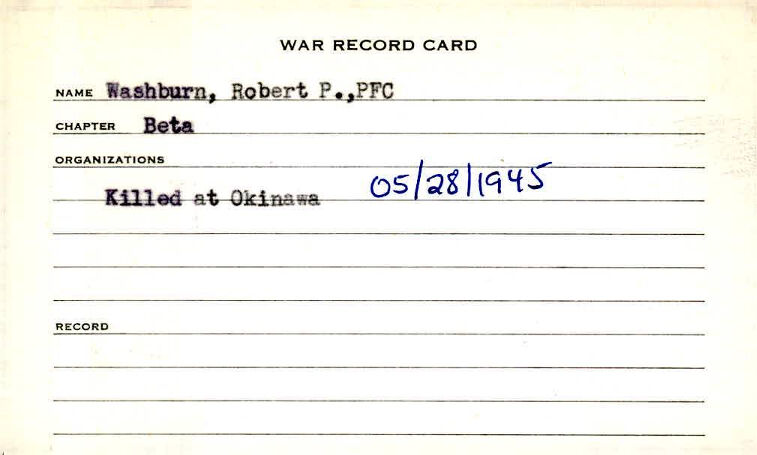 WAR RECORD CARD
NAME Washburn, Robert P.,PFC
CHAPTER Beta
ORGANIZATIONS
Killed at Okinawa 05/28/1945
RECORD